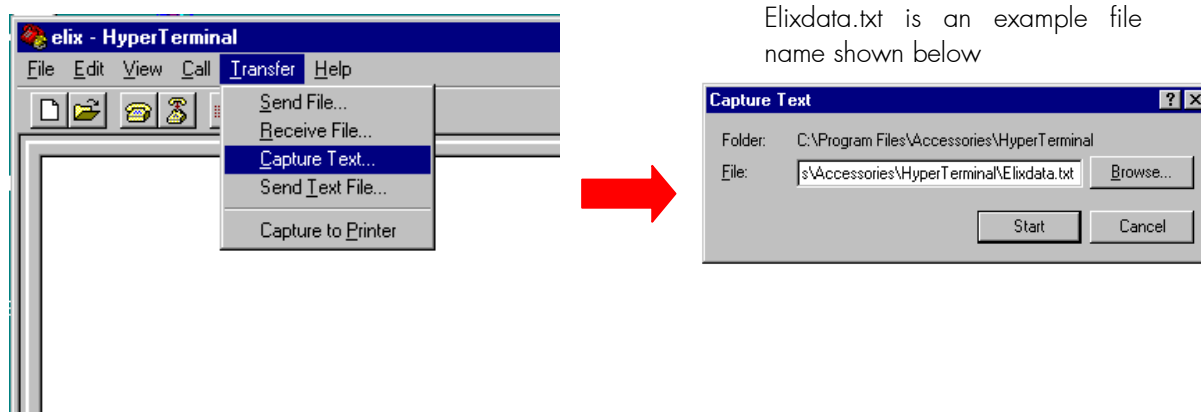 elix - HyperTerminal
File Edit View Call Transfer Help
Send File...
Receive File...
Capture Text...
Send Text File...
Capture to Printer
Elixdata.txt is an example file
name shown below
Capture Text
Folder: C:\Program Files\Accessories\HyperTerminal
File: s\Accessories\HyperTerminal\Elixdata.txt Browse...
Start Cancel